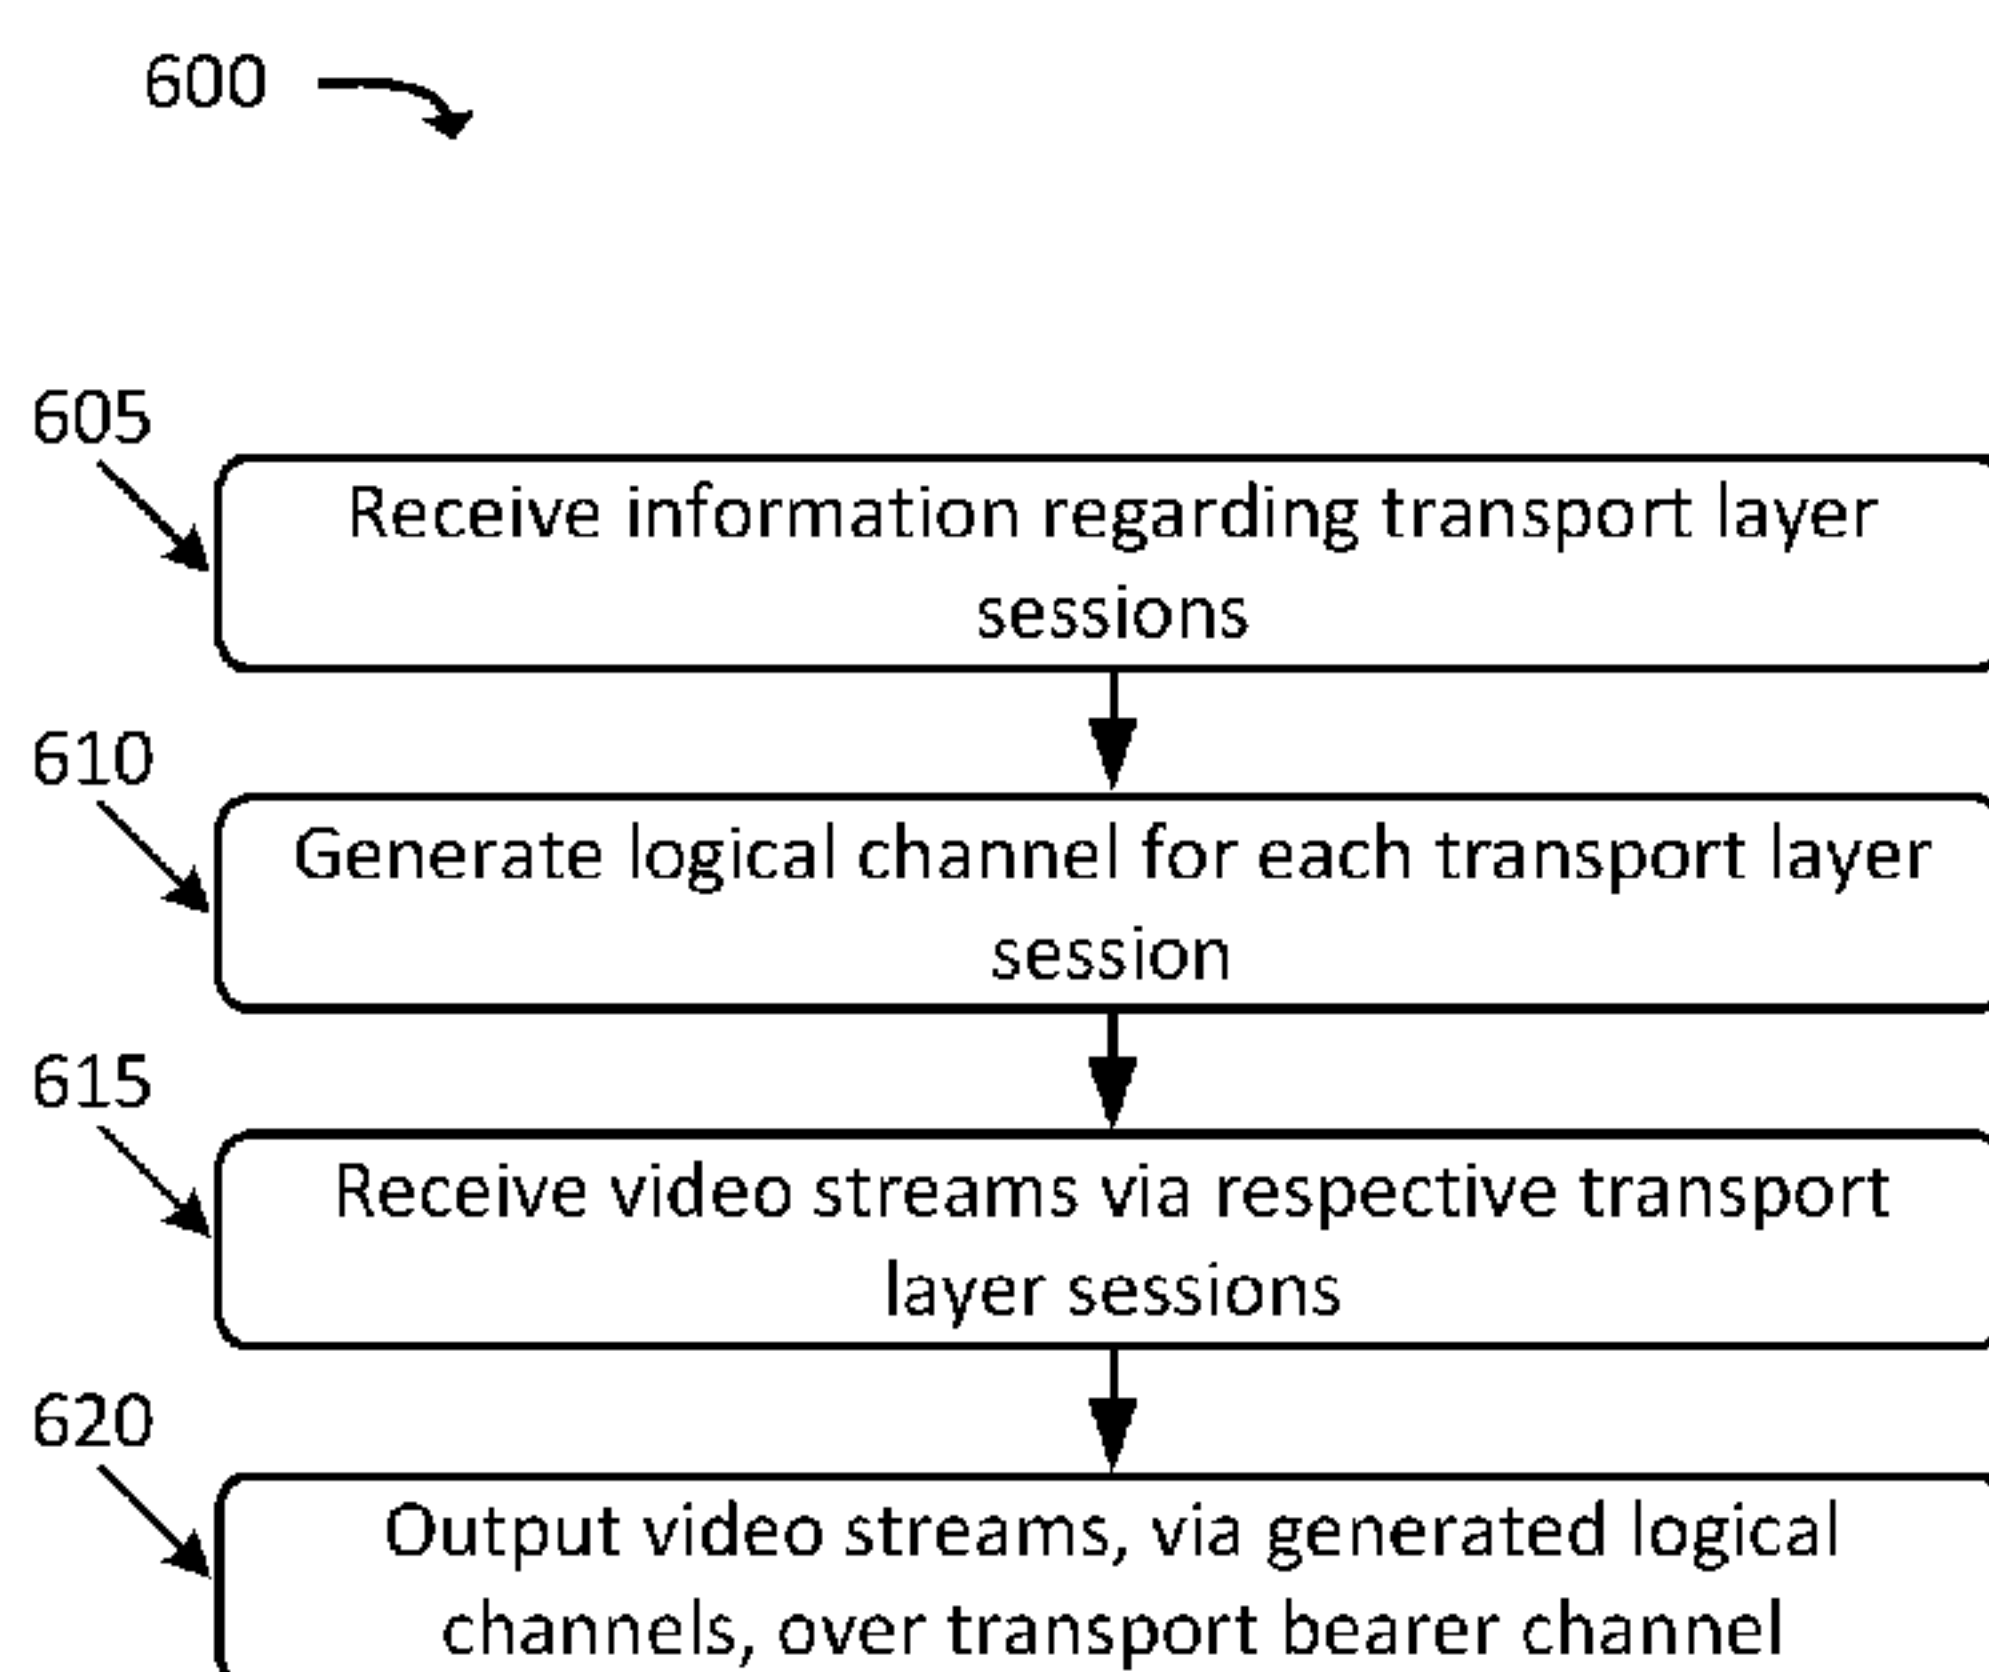 600
605
Receive information regarding transport layer
sessions
610
Generate logical channel for each transport layer
session
615
Receive video streams via respective transport
layer sessions
620
Output video streams, via generated logical
channels, over transport bearer channel